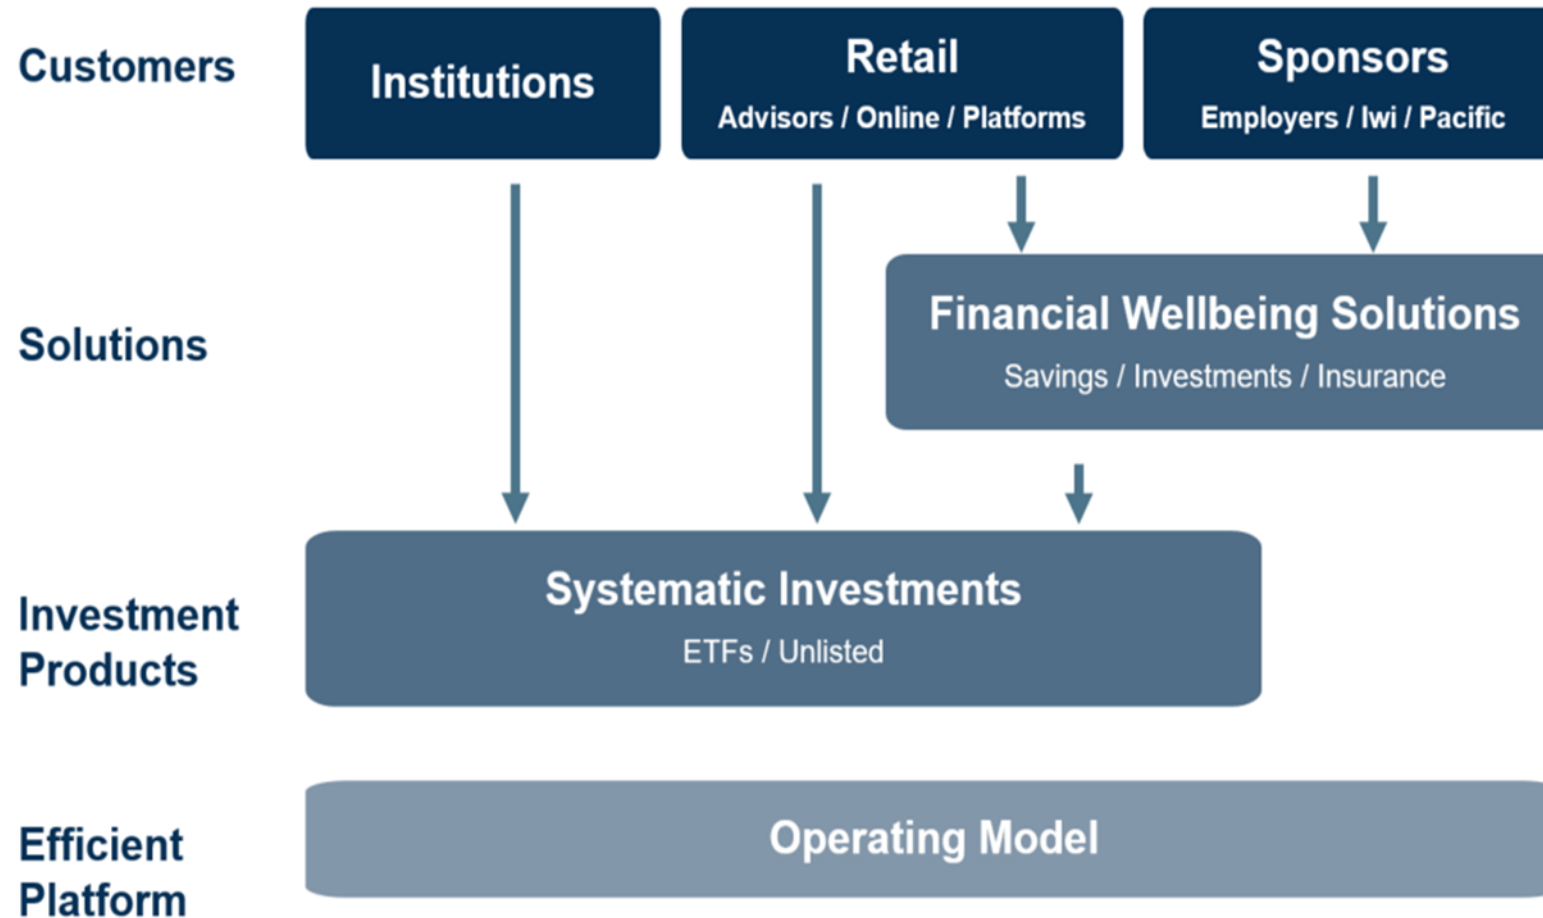 Customers
Institutions
Retail
Advisors / Online / Platforms
Sponsors
Employers / Iwi / Pacific
Solutions
Financial Wellbeing Solutions
Savings / Investments / Insurance
Investment
Products
Systematic Investments
ETFs / Unlisted
Efficient
Platform
Operating Model